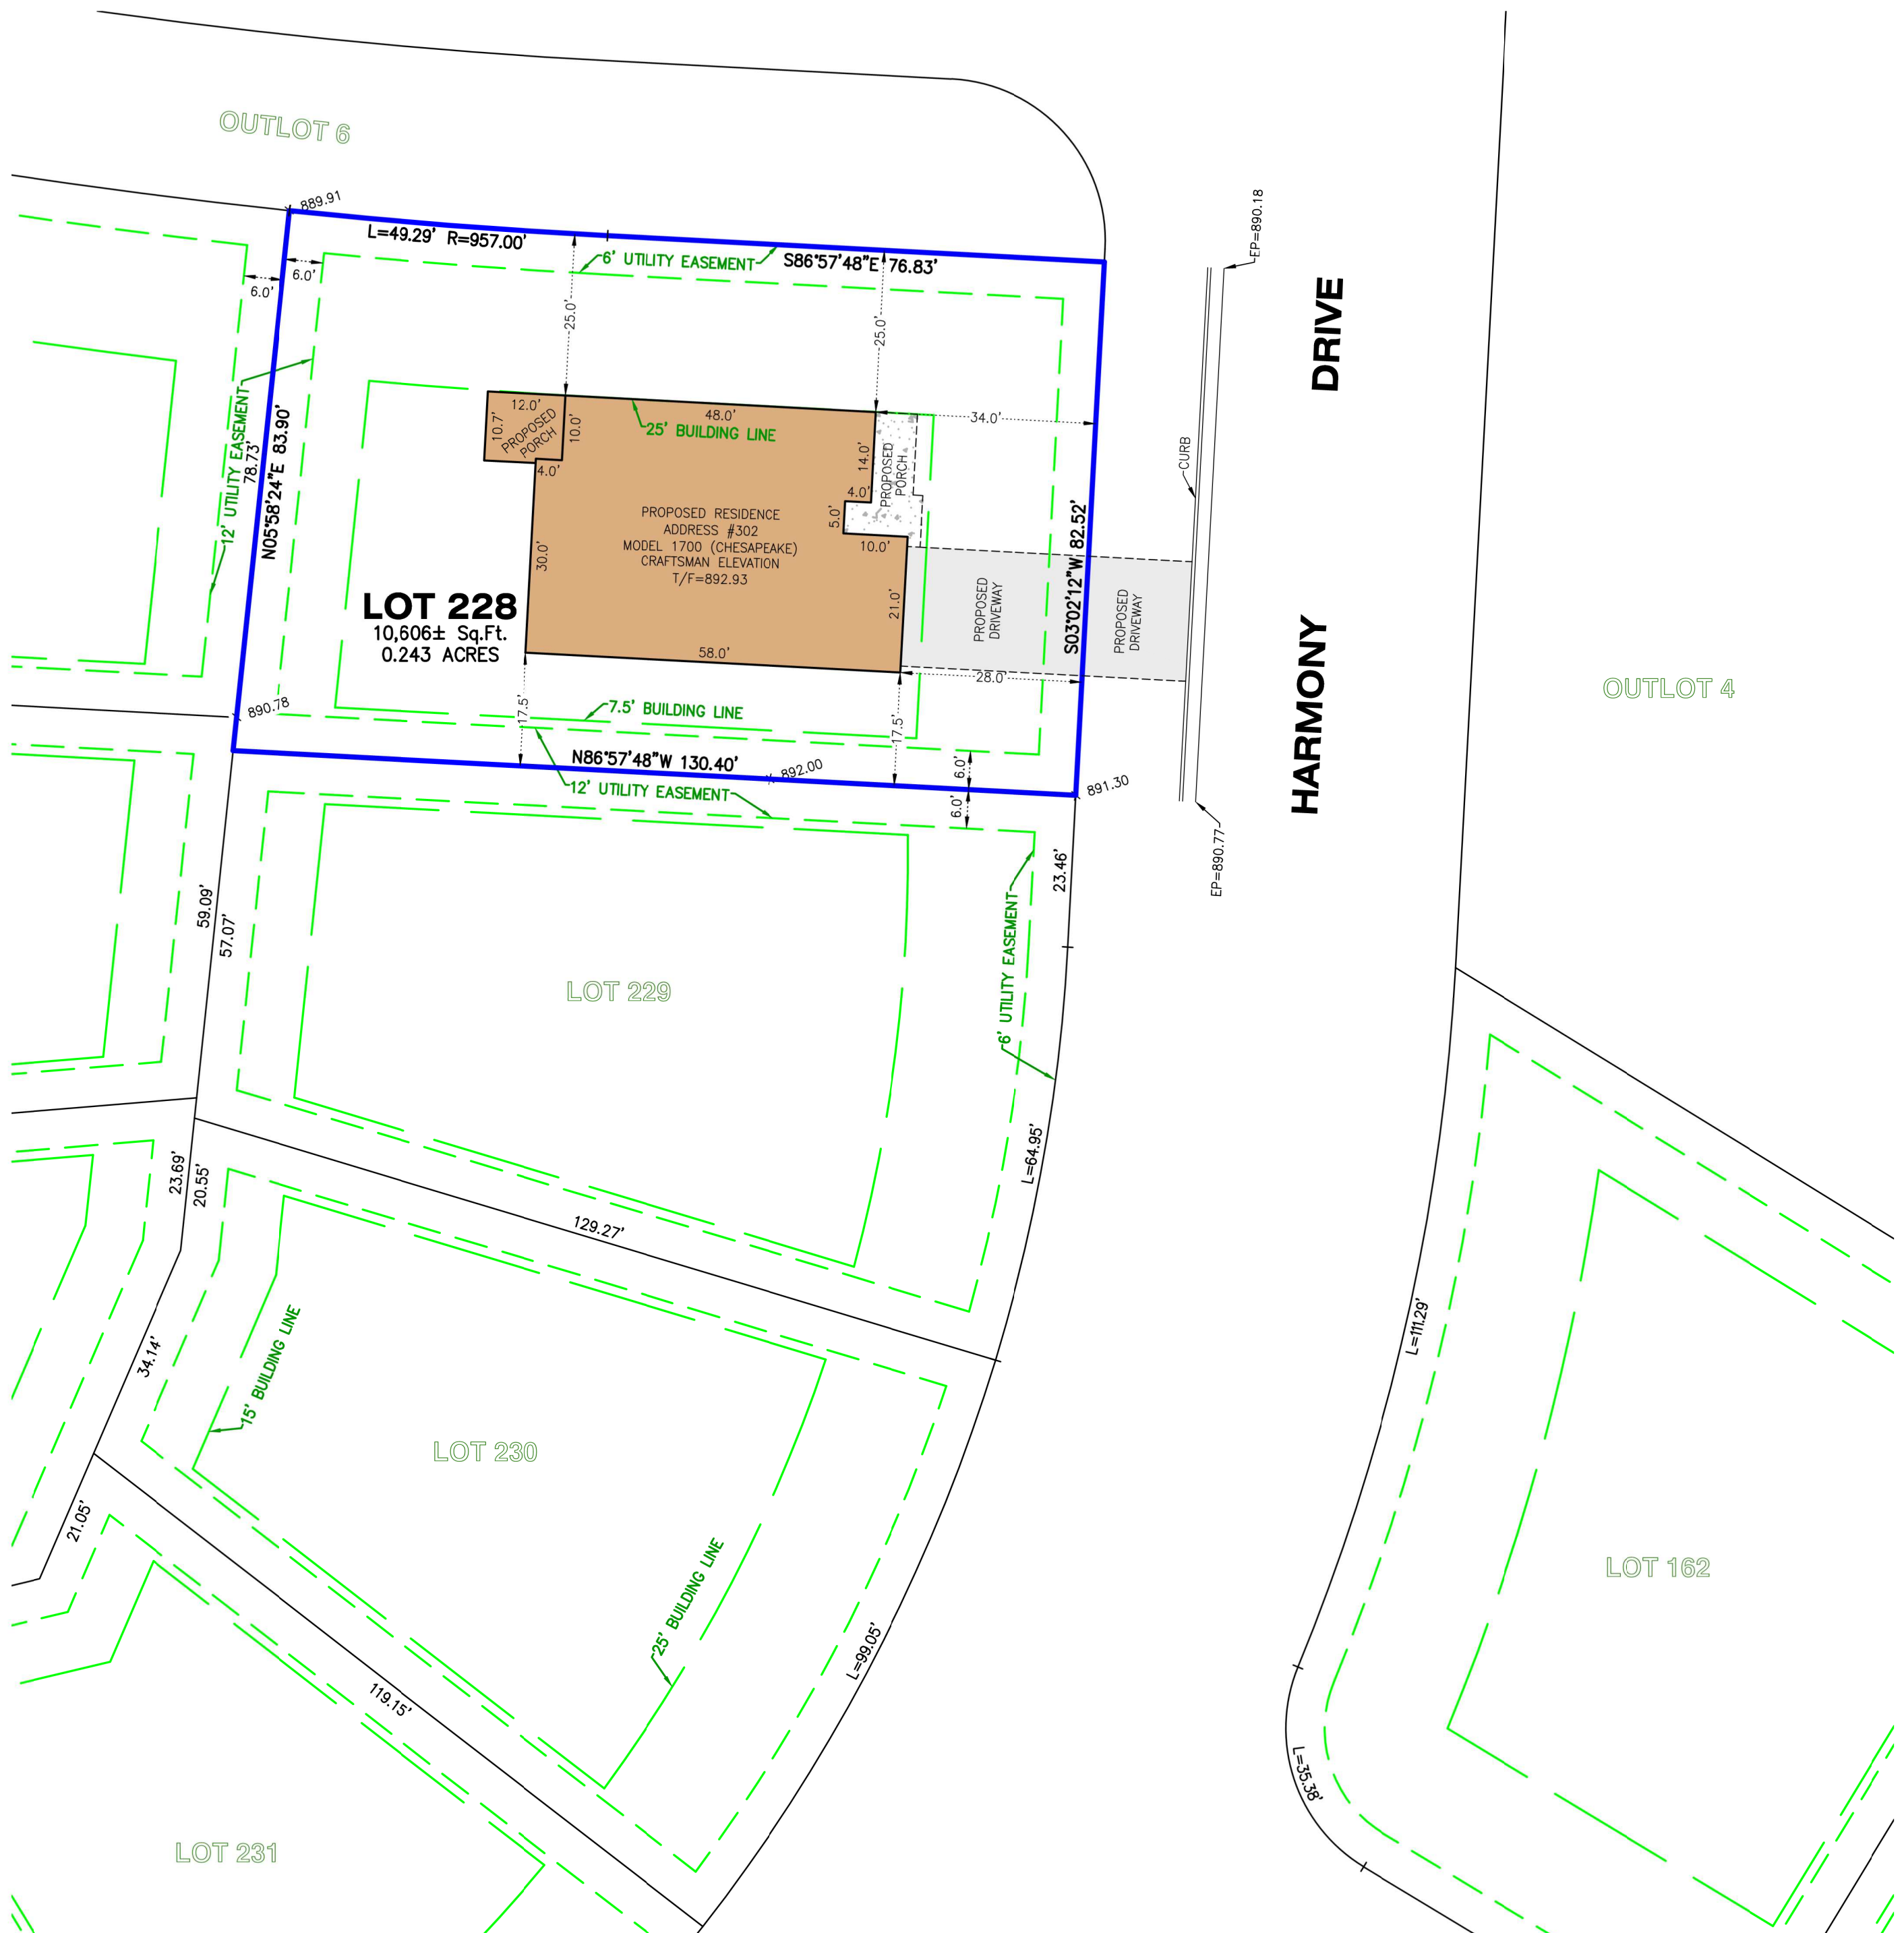 OUTLOT 6
889.91
L=49.29' R=957.00'
6' UTILITY EASEMENT
S86°57'48"E 76.83'
EP=890.18
6.0'
6.0'
25.0'
25.0'
DRIVE
12.0'
48.0'
34.0'
10.7'
PROPOSED
PORCH
10.0'
25' BUILDING LINE
14.0'
PROPOSED
PORCH
CURB
12' UTILITY EASEMENT
78.73'
N05°58'24"E 83.90'
4.0'
4.0'
5.0'
PROPOSED RESIDENCE
ADDRESS #302
MODEL 1700 (CHESAPEAKE)
CRAFTSMAN ELEVATION
T/F=892.93
10.0'
30.0'
21.0'
S03°02'12"W 82.52'
LOT 228
10,606± Sq.Ft.
0.243 ACRES
PROPOSED
DRIVEWAY
PROPOSED
DRIVEWAY
58.0'
28.0'
HARMONY
OUTLOT 4
890.78
17.5'
7.5' BUILDING LINE
17.5'
N86°57'48"W 130.40'
892.00
6.0'
12' UTILITY EASEMENT
6.0'
891.30
EP=890.77
23.46'
59.09'
57.07'
6' UTILITY EASEMENT
LOT 229
L=64.95'
23.69'
20.55'
129.27'
34.14'
15' BUILDING LINE
L=111.29'
LOT 230
21.05'
25' BUILDING LINE
LOT 162
L=99.05'
119.15'
L=35.38'
LOT 231